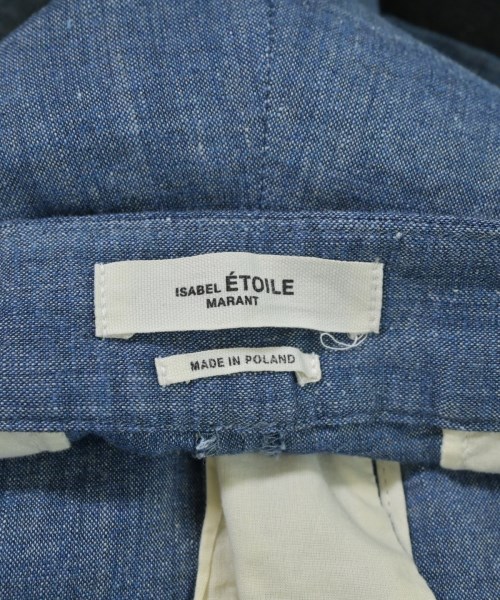 ISABEL ÉTOILE
MARANT
MADE IN POLAND